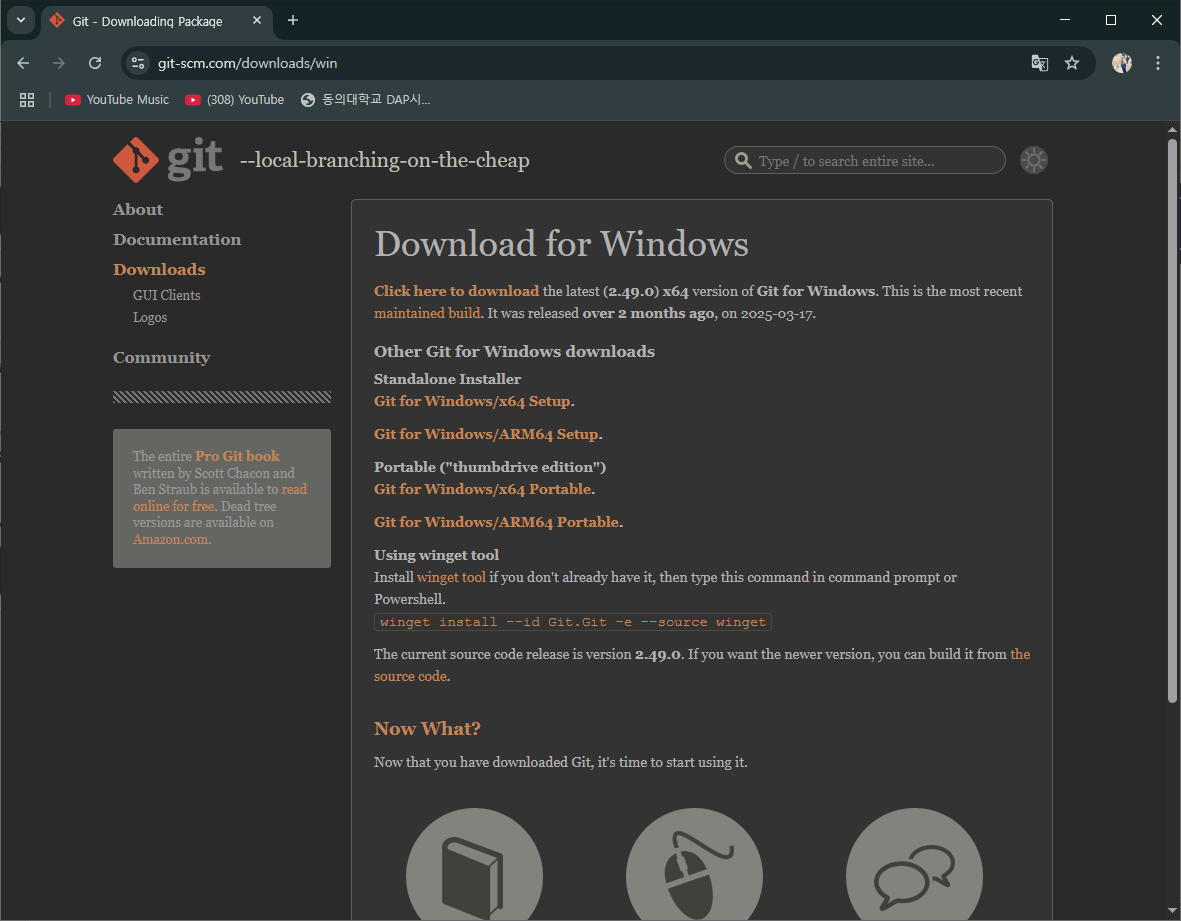 Git - Downloading Package
git-scm.com/downloads/win
YouTube Music
(308) YouTube
동의대학교 DAP시...
git
--local-branching-on-the-cheap
Type / to search entire site...
About
Documentation
Downloads
GUI Clients
Logos
Community
The entire Pro Git book
written by Scott Chacon and
Ben Straub is available to read
online for free. Dead tree
versions are available on
Amazon.com.
Download for Windows
Click here to download the latest (2.49.0) x64 version of Git for Windows. This is the most recent
maintained build. It was released over 2 months ago, on 2025-03-17.
Other Git for Windows downloads
Standalone Installer
Git for Windows/x64 Setup.
Git for Windows/ARM64 Setup.
Portable ("thumbdrive edition")
Git for Windows/x64 Portable.
Git for Windows/ARM64 Portable.
Using winget tool
Install winget tool if you don't already have it, then type this command in command prompt or
Powershell.
winget install --id Git.Git -e --source winget
The current source code release is version 2.49.0. If you want the newer version, you can build it from the
source code.
Now What?
Now that you have downloaded Git, it's time to start using it.